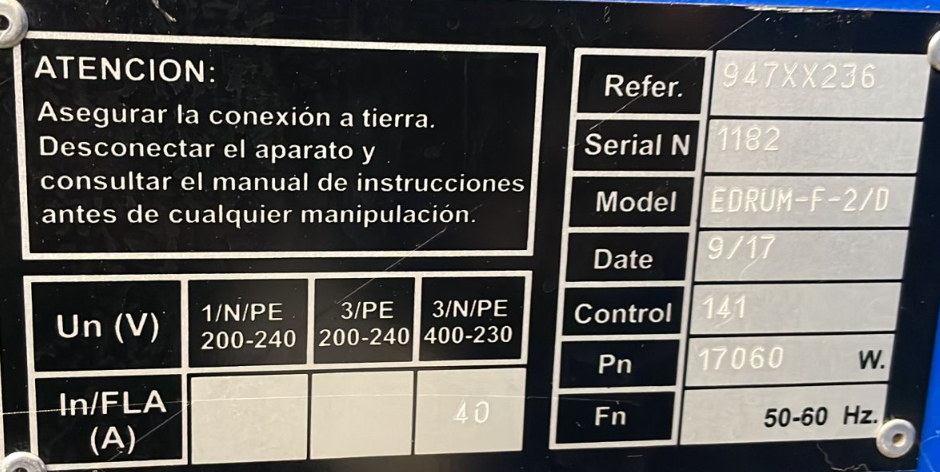 ATENCION:
Asegurar la conexión a tierra.
Desconectar el aparato y
consultar el manual de instrucciones
antes de cualquier manipulación.
Un (V) 1/N/PE 200-240 3/PE 200-240 3/N/PE 400-230
In/FLA (A) 40
Refer. 947XX236
Serial N 1182
Model EDRUM-F-2/D
Date 9/17
Control 141
Pn 17060 W.
Fn 50-60 Hz.